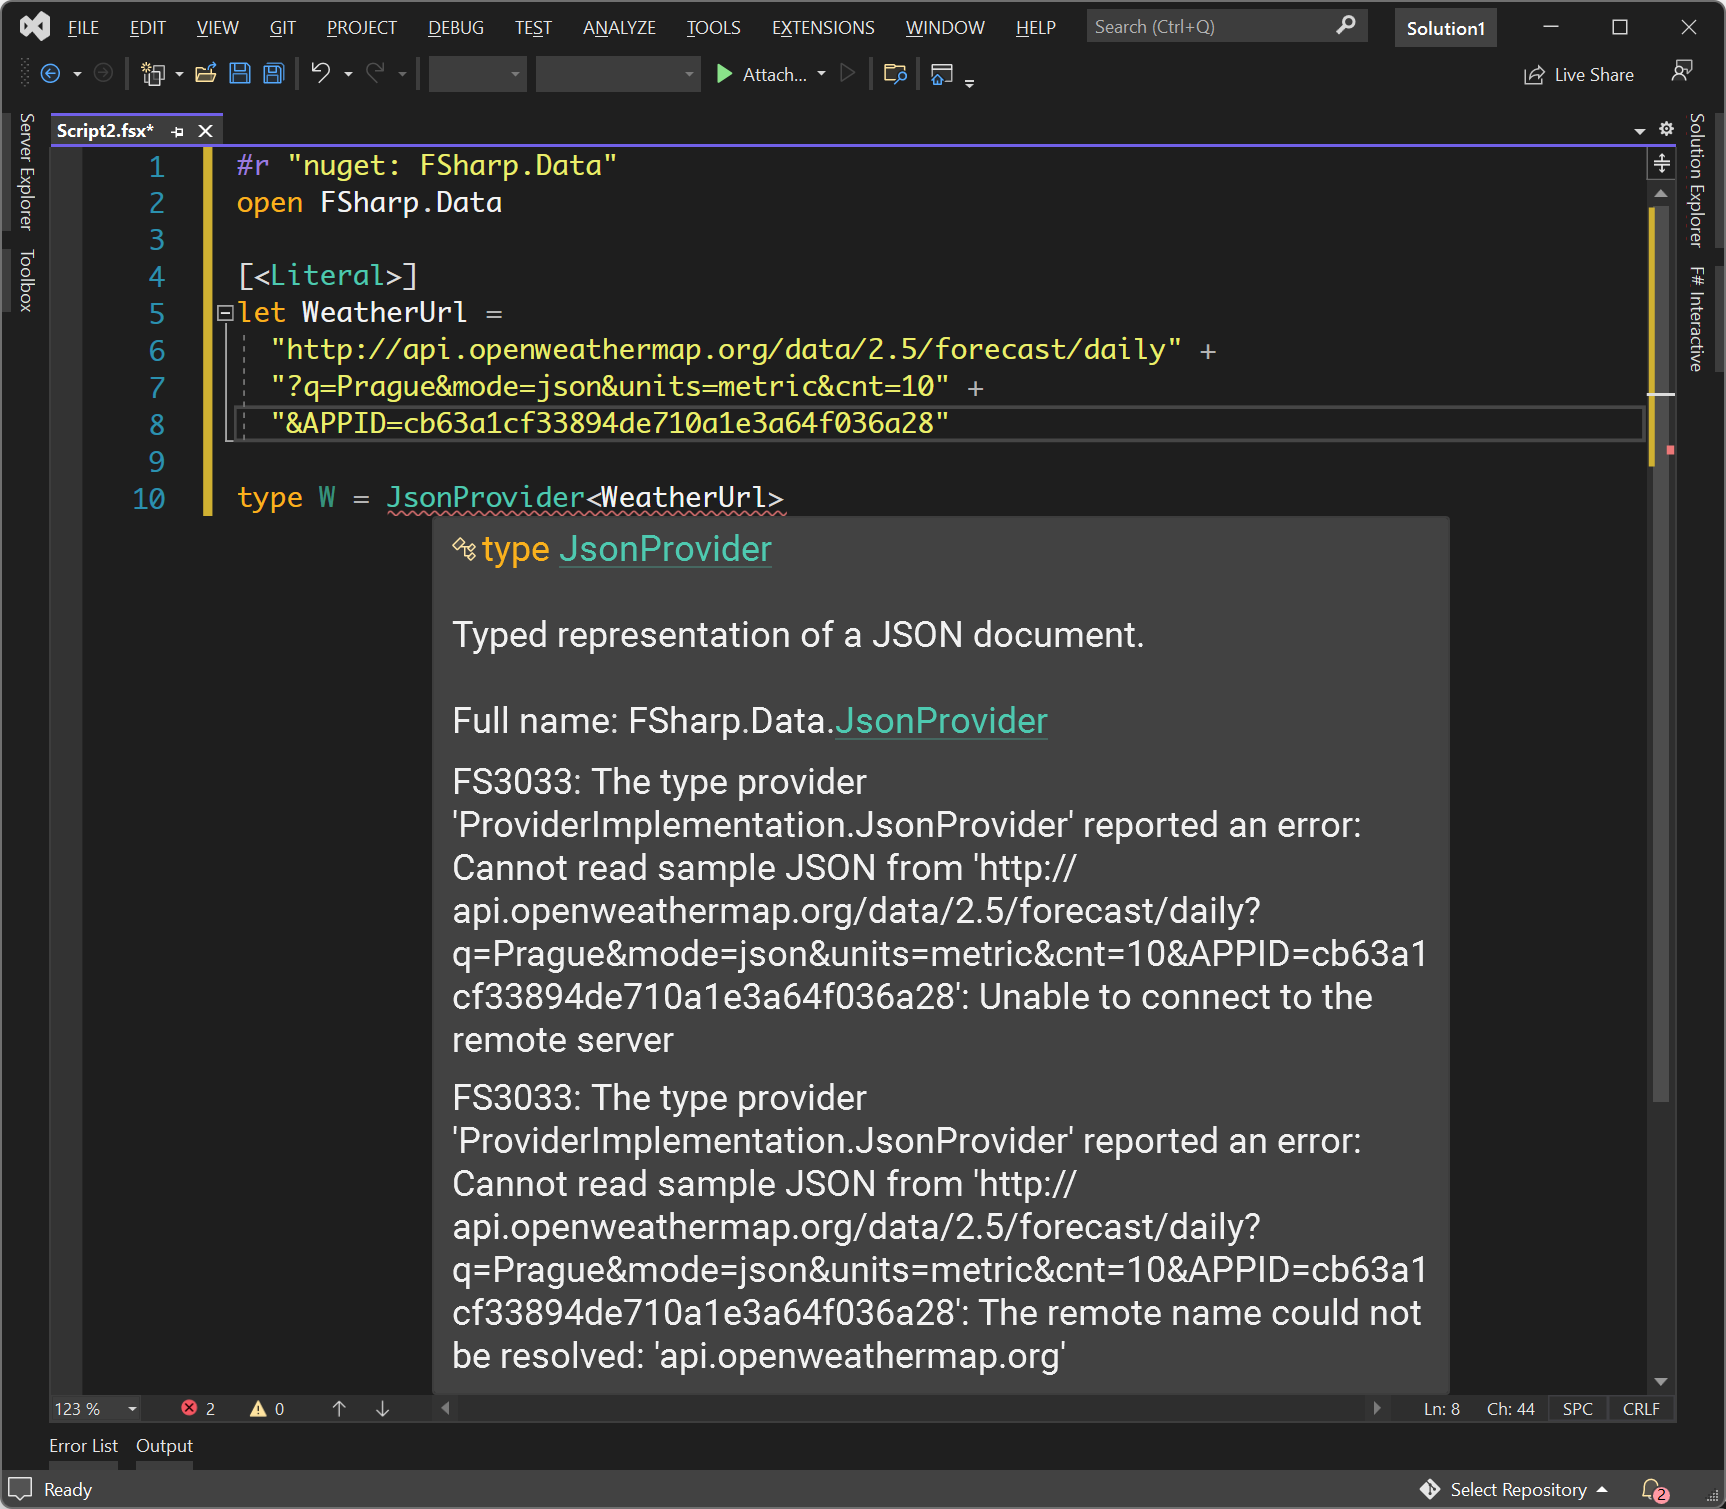 FILE EDIT VIEW GIT PROJECT DEBUG TEST ANALYZE TOOLS EXTENSIONS WINDOW HELP Search (Ctrl+Q) Solution1
Attach... Live Share
Server Explorer
Toolbox
Script2.fsx*
Solution Explorer
F# Interactive
1 #r "nuget: FSharp.Data"
2 open FSharp.Data
3
4 [<Literal>]
5 let WeatherUrl =
6 "http://api.openweathermap.org/data/2.5/forecast/daily" +
7 "?q=Prague&mode=json&units=metric&cnt=10" +
8 "&APPID=cb63a1cf33894de710a1e3a64f036a28"
9
10 type W = JsonProvider<WeatherUrl>
type JsonProvider
Typed representation of a JSON document.
Full name: FSharp.Data.JsonProvider
FS3033: The type provider
'ProviderImplementation.JsonProvider' reported an error:
Cannot read sample JSON from 'http://
api.openweathermap.org/data/2.5/forecast/daily?
q=Prague&mode=json&units=metric&cnt=10&APPID=cb63a1
cf33894de710a1e3a64f036a28': Unable to connect to the
remote server
FS3033: The type provider
'ProviderImplementation.JsonProvider' reported an error:
Cannot read sample JSON from 'http://
api.openweathermap.org/data/2.5/forecast/daily?
q=Prague&mode=json&units=metric&cnt=10&APPID=cb63a1
cf33894de710a1e3a64f036a28': The remote name could not
be resolved: 'api.openweathermap.org'
123 % 2 0 Ln: 8 Ch: 44 SPC CRLF
Error List Output
Ready Select Repository 2